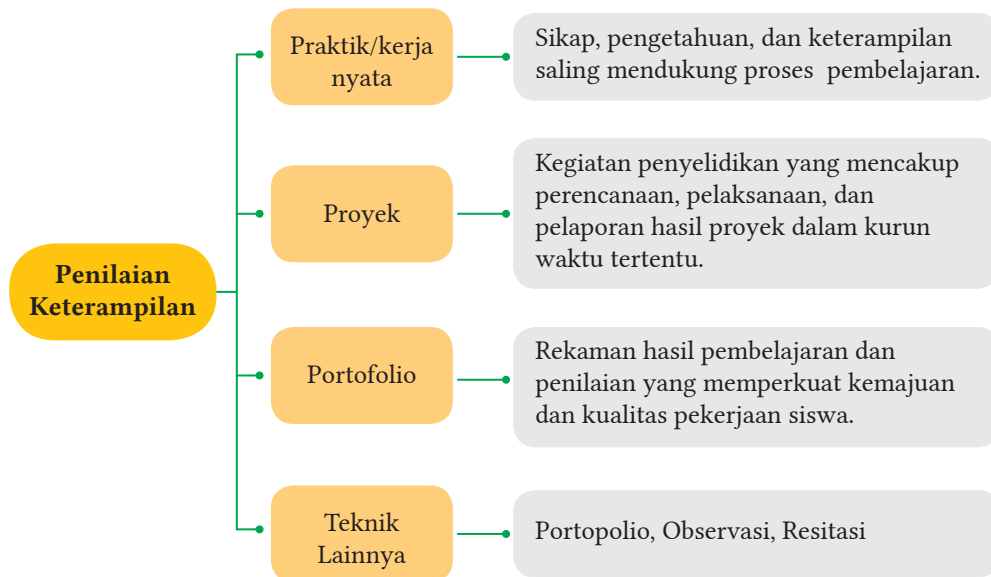 Praktik/kerja
nyata
Sikap, pengetahuan, dan keterampilan
saling mendukung proses pembelajaran.
Proyek
Kegiatan penyelidikan yang mencakup
perencanaan, pelaksanaan, dan
pelaporan hasil proyek dalam kurun
waktu tertentu.
Penilaian
Keterampilan
Portofolio
Rekaman hasil pembelajaran dan
penilaian yang memperkuat kemajuan
dan kualitas pekerjaan siswa.
Teknik
Lainnya
Portopolio, Observasi, Resitasi